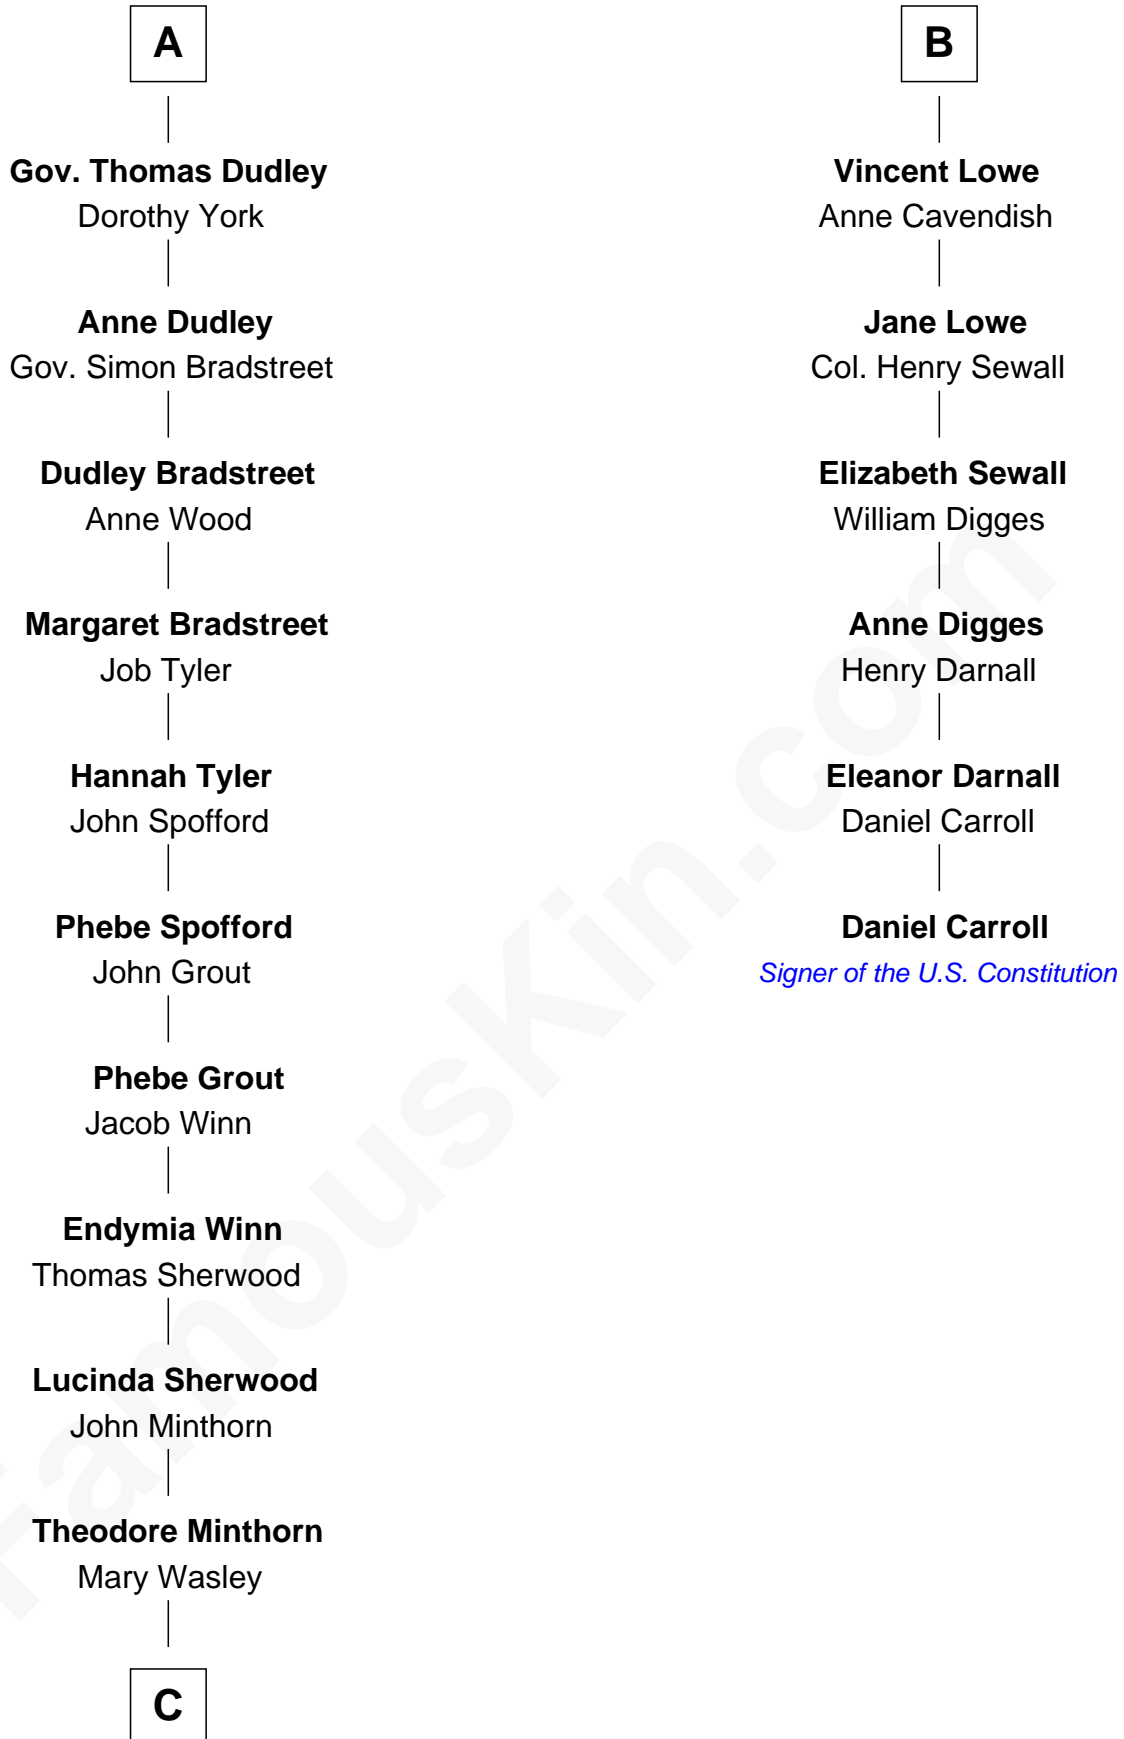 A
Gov. Thomas Dudley
Dorothy York
Anne Dudley
Gov. Simon Bradstreet
Dudley Bradstreet
Anne Wood
Margaret Bradstreet
Job Tyler
Hannah Tyler
John Spofford
Phebe Spofford
John Grout
Phebe Grout
Jacob Winn
Endymia Winn
Thomas Sherwood
Lucinda Sherwood
John Minthorn
Theodore Minthorn
Mary Wasley
C
B
Vincent Lowe
Anne Cavendish
Jane Lowe
Col. Henry Sewall
Elizabeth Sewall
William Digges
Anne Digges
Henry Darnall
Eleanor Darnall
Daniel Carroll
Daniel Carroll
Signer of the U.S. Constitution
FamousKin.com